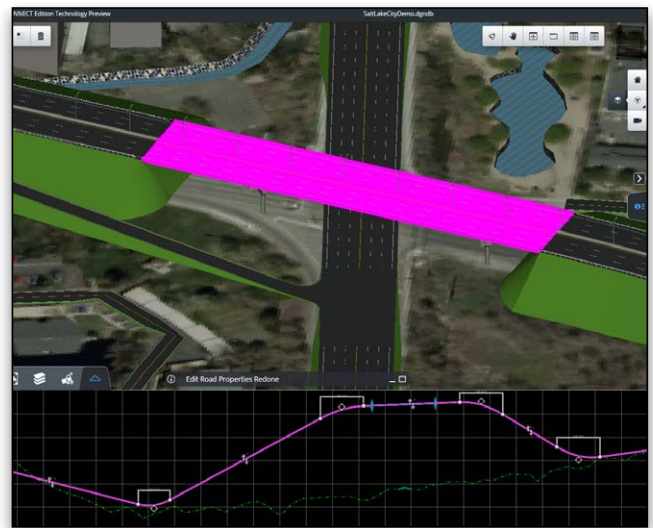 NNECT Edition Technology Preview
SaltLakeCityDemo.dgndb
Edit Road Properties Redone